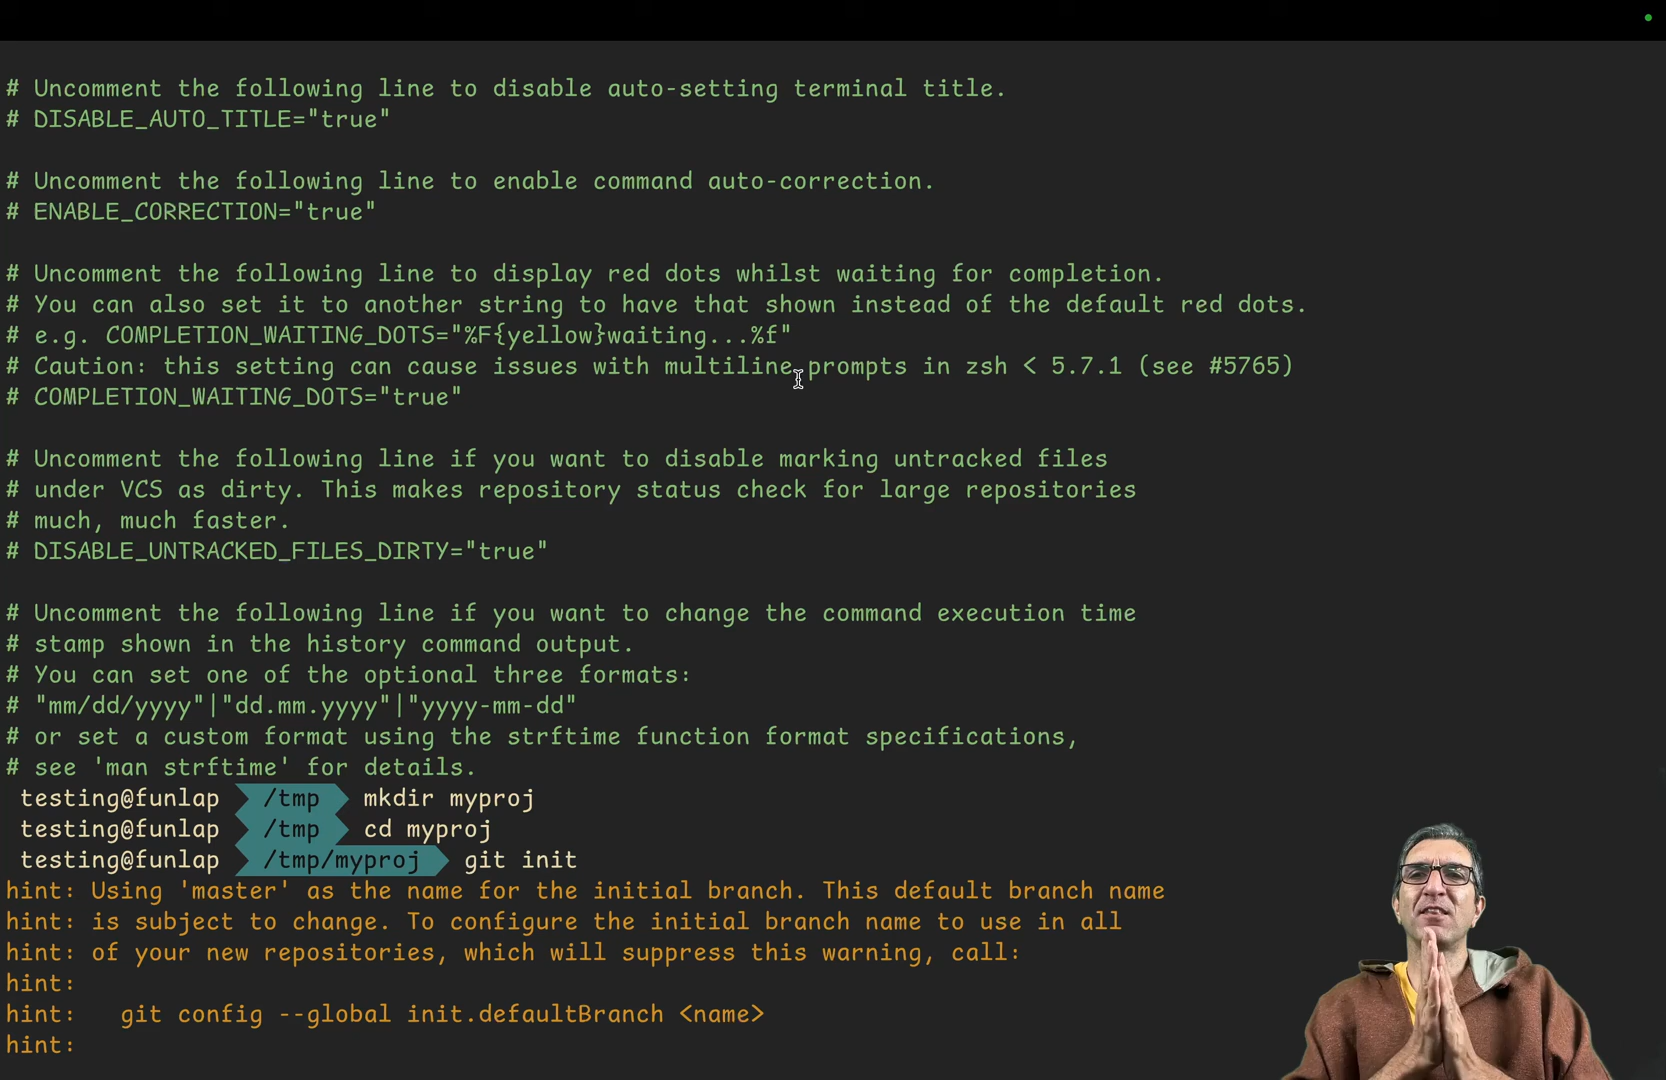 # Uncomment the following line to disable auto-setting terminal title.
# DISABLE_AUTO_TITLE="true"
# Uncomment the following line to enable command auto-correction.
# ENABLE_CORRECTION="true"
# Uncomment the following line to display red dots whilst waiting for completion.
# You can also set it to another string to have that shown instead of the default red dots.
# e.g. COMPLETION_WAITING_DOTS="%F{yellow}waiting...%f"
# Caution: this setting can cause issues with multiline prompts in zsh < 5.7.1 (see #5765)
# COMPLETION_WAITING_DOTS="true"
# Uncomment the following line if you want to disable marking untracked files
# under VCS as dirty. This makes repository status check for large repositories
# much, much faster.
# DISABLE_UNTRACKED_FILES_DIRTY="true"
# Uncomment the following line if you want to change the command execution time
# stamp shown in the history command output.
# You can set one of the optional three formats:
# "mm/dd/yyyy"|"dd.mm.yyyy"|"yyyy-mm-dd"
# or set a custom format using the strftime function format specifications,
# see 'man strftime' for details.
testing@funlap /tmp mkdir myproj
testing@funlap /tmp cd myproj
testing@funlap /tmp/myproj git init
hint: Using 'master' as the name for the initial branch. This default branch name
hint: is subject to change. To configure the initial branch name to use in all
hint: of your new repositories, which will suppress this warning, call:
hint:
hint:   git config --global init.defaultBranch <name>
hint: